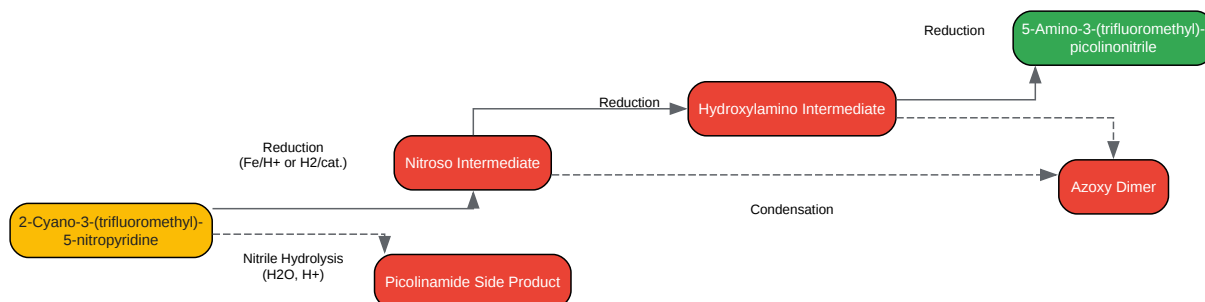 Reduction
5-Amino-3-(trifluoromethyl)-
picolinonitrile
Reduction
Hydroxylamino Intermediate
Reduction
(Fe/H+ or H2/cat.)
Nitroso Intermediate
Azoxy Dimer
Condensation
2-Cyano-3-(trifluoromethyl)-
5-nitropyridine
Nitrile Hydrolysis
(H2O, H+)
Picolinamide Side Product